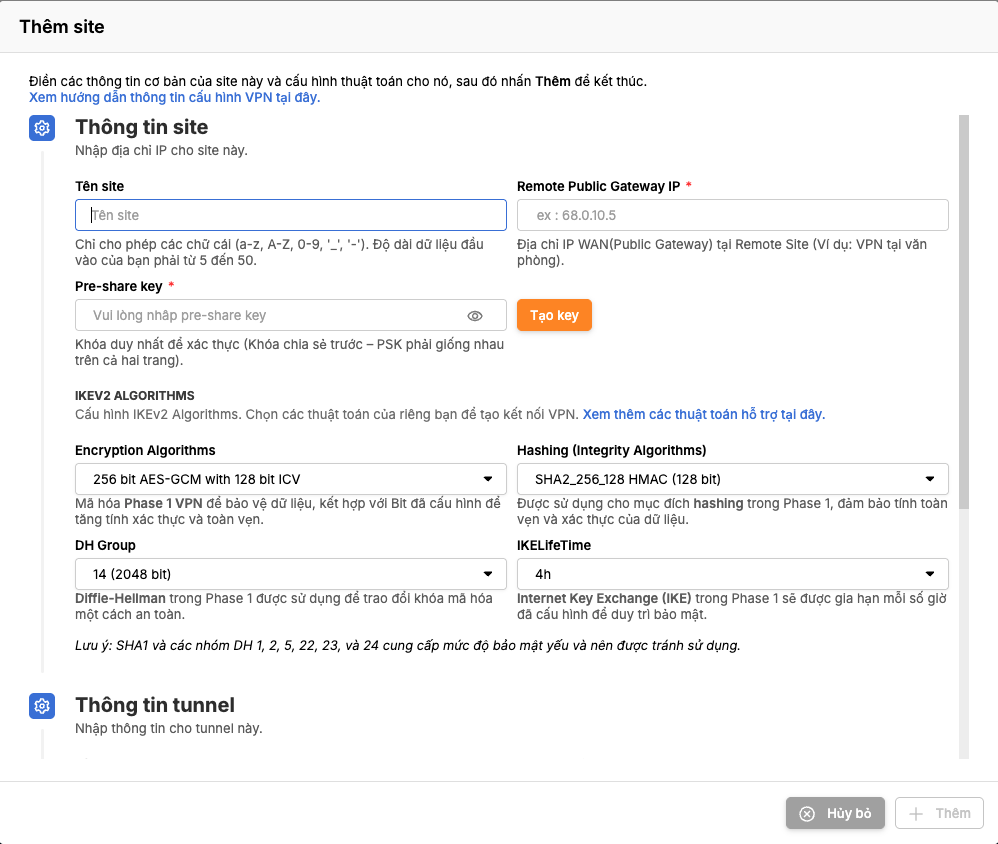 Thêm site
Điền các thông tin cơ bản của site này và cấu hình thuật toán cho nó, sau đó nhấn Thêm để kết thúc.
Xem hướng dẫn thông tin cấu hình VPN tại đây.
Thông tin site
Nhập địa chỉ IP cho site này.
Tên site
Remote Public Gateway IP *
Tên site
ex : 68.0.10.5
Chỉ cho phép các chữ cái (a-z, A-Z, 0-9, '_', '-'). Độ dài dữ liệu đầu
vào của bạn phải từ 5 đến 50.
Địa chỉ IP WAN(Public Gateway) tại Remote Site (Ví dụ: VPN tại văn
phòng).
Pre-share key *
Vui lòng nhâp pre-share key
Tạo key
Khóa duy nhất để xác thực (Khóa chia sẻ trước – PSK phải giống nhau
trên cả hai trang).
IKEV2 ALGORITHMS
Cấu hình IKEv2 Algorithms. Chọn các thuật toán của riêng bạn để tạo kết nối VPN. Xem thêm các thuật toán hỗ trợ tại đây.
Encryption Algorithms
Hashing (Integrity Algorithms)
256 bit AES-GCM with 128 bit ICV
SHA2_256_128 HMAC (128 bit)
Mã hóa Phase 1 VPN để bảo vệ dữ liệu, kết hợp với Bit đã cấu hình để
tăng tính xác thực và toàn vẹn.
Được sử dụng cho mục đích hashing trong Phase 1, đảm bảo tính toàn
vẹn và xác thực của dữ liệu.
DH Group
IKELifeTime
14 (2048 bit)
4h
Diffie-Hellman trong Phase 1 được sử dụng để trao đổi khóa mã hóa
một cách an toàn.
Internet Key Exchange (IKE) trong Phase 1 sẽ được gia hạn mỗi số giờ
đã cấu hình để duy trì bảo mật.
Lưu ý: SHA1 và các nhóm DH 1, 2, 5, 22, 23, và 24 cung cấp mức độ bảo mật yếu và nên được tránh sử dụng.
Thông tin tunnel
Nhập thông tin cho tunnel này.
Hủy bỏ
Thêm